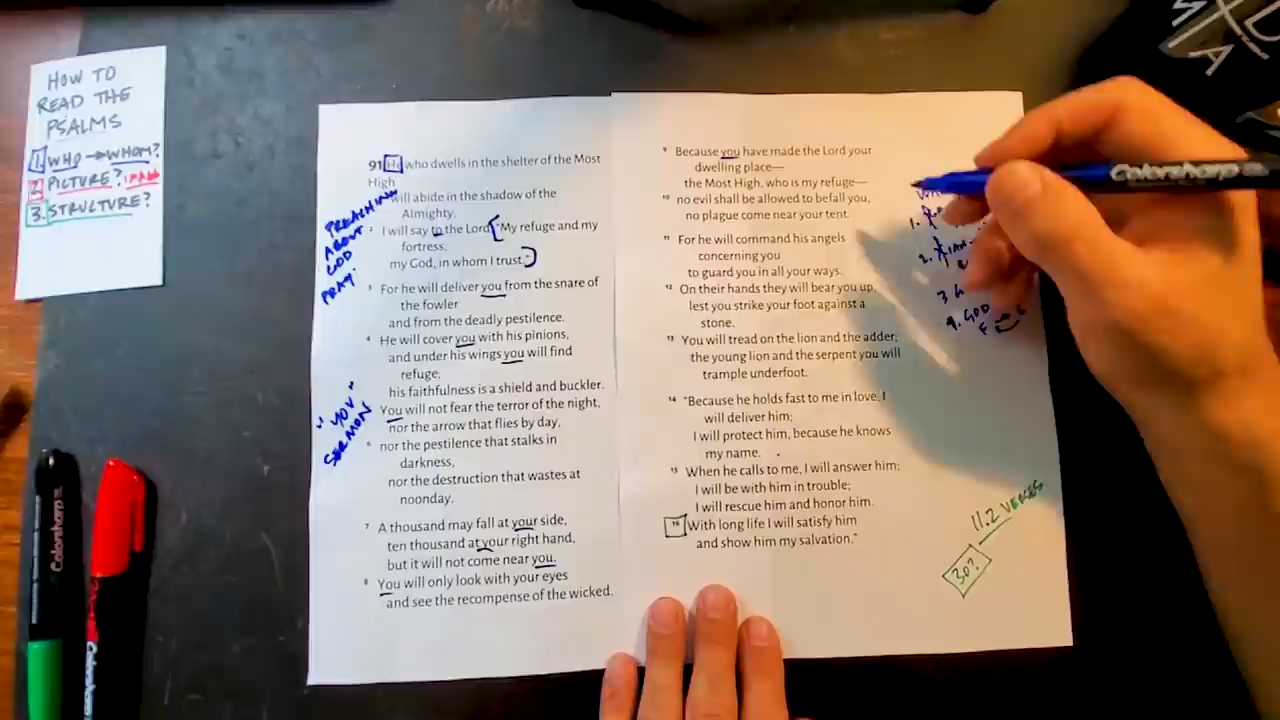 HOW TO
READ THE
PSALMS
1. WHO → WHOM?
2. PICTURE?
3. STRUCTURE?
91 He who dwells in the shelter of the Most
High
will abide in the shadow of the
Almighty.
2 I will say to the Lord, "My refuge and my
fortress,
my God, in whom I trust."
3 For he will deliver you from the snare of
the fowler
and from the deadly pestilence.
4 He will cover you with his pinions,
and under his wings you will find
refuge;
his faithfulness is a shield and buckler.
You will not fear the terror of the night,
nor the arrow that flies by day,
6 nor the pestilence that stalks in
darkness,
nor the destruction that wastes at
noonday.
7 A thousand may fall at your side,
ten thousand at your right hand,
but it will not come near you.
8 You will only look with your eyes
and see the recompense of the wicked.
PREACHING
ABOUT
GOD
PRAY.
"YOU"
SERMON
9 Because you have made the Lord your
dwelling place—
the Most High, who is my refuge—
10 no evil shall be allowed to befall you,
no plague come near your tent.
11 For he will command his angels
concerning you
to guard you in all your ways.
12 On their hands they will bear you up,
lest you strike your foot against a
stone.
13 You will tread on the lion and the adder;
the young lion and the serpent you will
trample underfoot.
14 "Because he holds fast to me in love, I
will deliver him;
I will protect him, because he knows
my name.
15 When he calls to me, I will answer him;
I will be with him in trouble;
I will rescue him and honor him.
16 With long life I will satisfy him
and show him my salvation."
1.
2.
3
4. GOD
11.2 VERSES
30?
Colorsharp
Colorsharp
Colorsharp